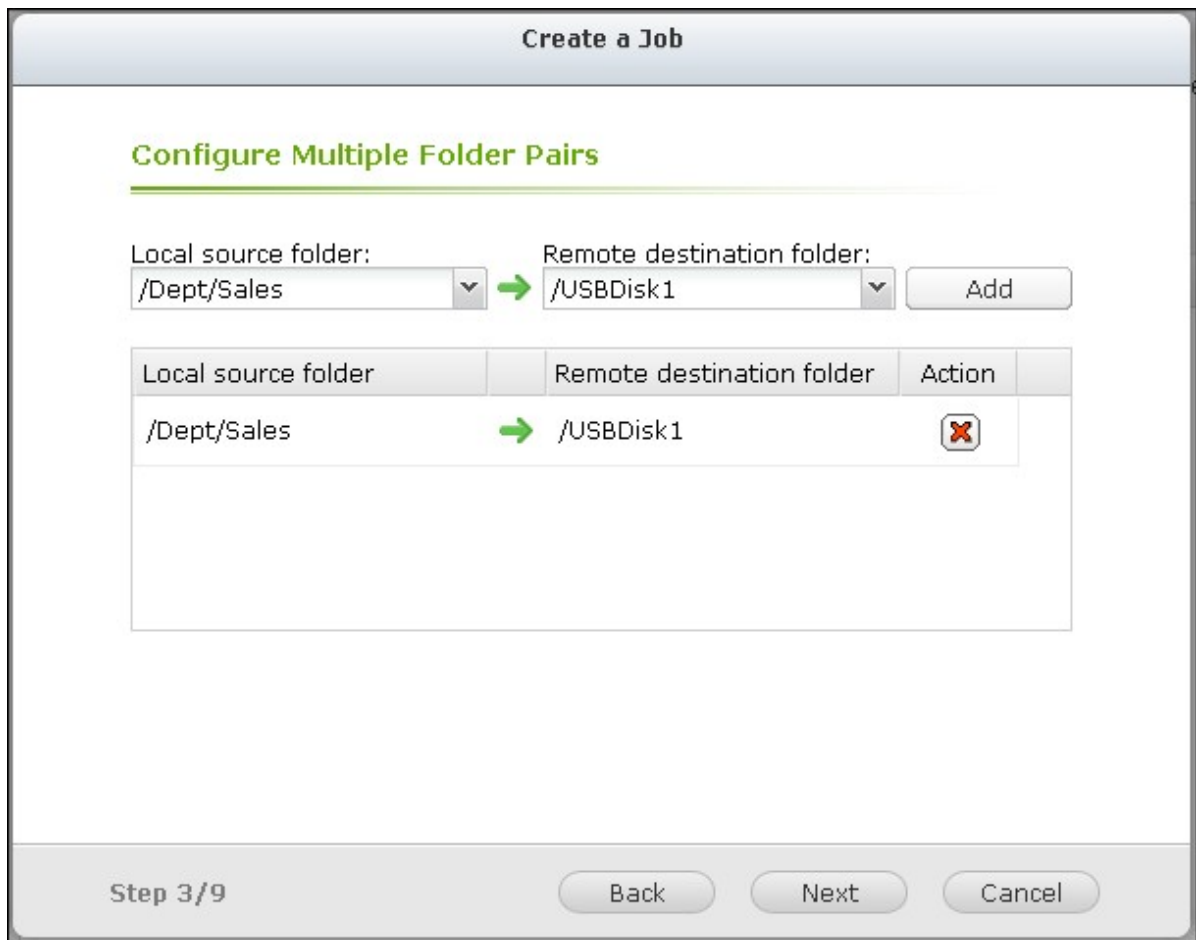 Create a Job
Configure Multiple Folder Pairs
Local source folder: Remote destination folder:
/Dept/Sales /USBDisk1 Add
Local source folder Remote destination folder Action
/Dept/Sales /USBDisk1
Step 3/9 Back Next Cancel